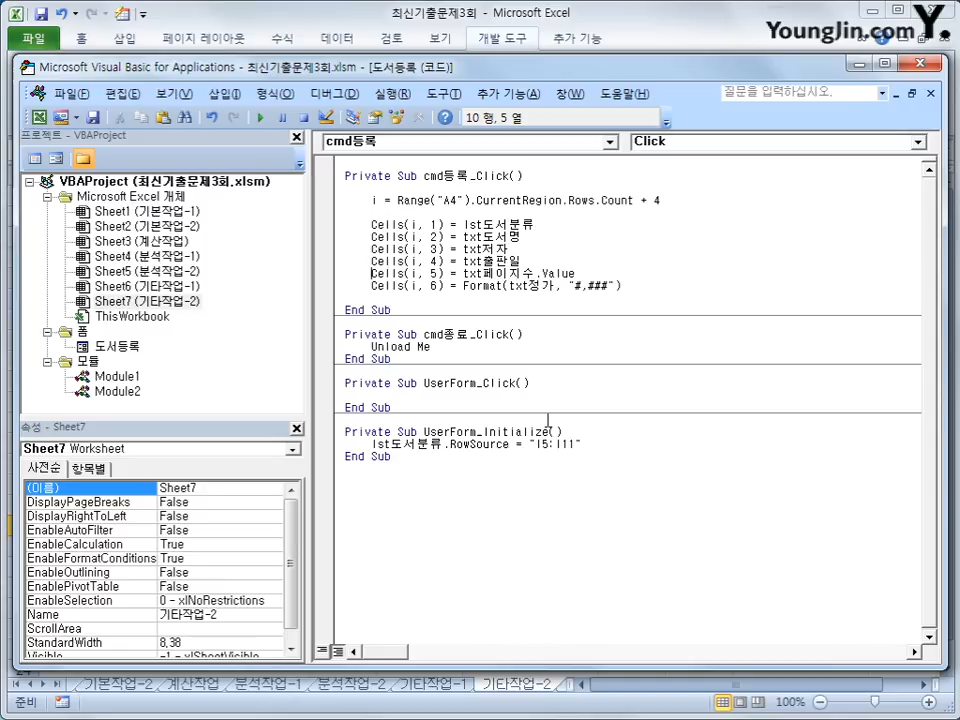 최신기출문제3회 - Microsoft Excel
YoungJin.com Y.
파일 홈 삽입 페이지 레이아웃 수식 데이터 검토 보기 개발 도구 추가 기능
Microsoft Visual Basic for Applications - 최신기출문제3회.xlsm - [도서등록 (코드)]
파일(F) 편집(E) 보기(V) 삽입(I) 형식(O) 디버그(D) 실행(R) 도구(T) 추가 기능(A) 창(W) 도움말(H) 질문을 입력하십시오.
10 행, 5 열
프로젝트 - VBAProject
cmd등록 Click
VBAProject (최신기출문제3회.xlsm)
Microsoft Excel 개체
Sheet1 (기본작업-1)
Sheet2 (기본작업-2)
Sheet3 (계산작업)
Sheet4 (분석작업-1)
Sheet5 (분석작업-2)
Sheet6 (기타작업-1)
Sheet7 (기타작업-2)
ThisWorkbook
폼
도서등록
모듈
Module1
Module2
Private Sub cmd등록_Click()
i = Range("A4").CurrentRegion.Rows.Count + 4
Cells(i, 1) = lst도서분류
Cells(i, 2) = txt도서명
Cells(i, 3) = txt저자
Cells(i, 4) = txt출판일
Cells(i, 5) = txt페이지수.Value
Cells(i, 6) = Format(txt정가, "#,###")
End Sub
Private Sub cmd종료_Click()
Unload Me
End Sub
Private Sub UserForm_Click()
End Sub
Private Sub UserForm_Initialize()
lst도서분류.RowSource = "I5:I11"
End Sub
속성 - Sheet7
Sheet7 Worksheet
사전순 항목별
(이름) Sheet7
DisplayPageBreaks False
DisplayRightToLeft False
EnableAutoFilter False
EnableCalculation True
EnableFormatConditions True
EnableOutlining False
EnablePivotTable False
EnableSelection 0 - xlNoRestrictions
Name 기타작업-2
ScrollArea
StandardWidth 8,38
Visible -1 - xlSheetVisible
기본작업-2 계산작업 분석작업-1 분석작업-2 기타작업-1 기타작업-2
준비 100%